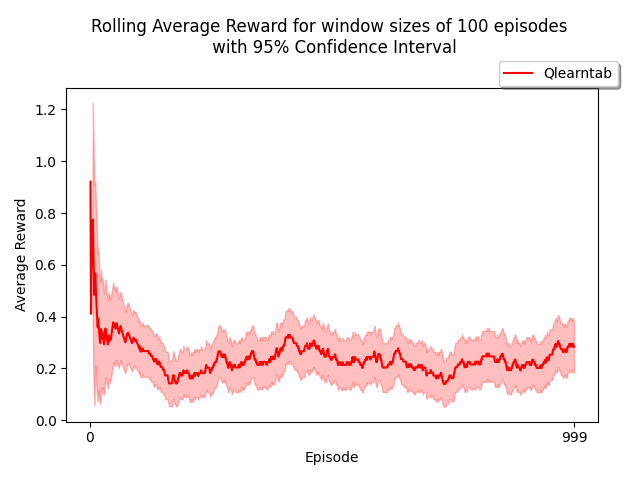 Rolling Average Reward for window sizes of 100 episodes
with 95% Confidence Interval
Qlearntab
1.2
1.0
0.8
0.6
0.4
0.2
0.0
Average Reward
0
999
Episode